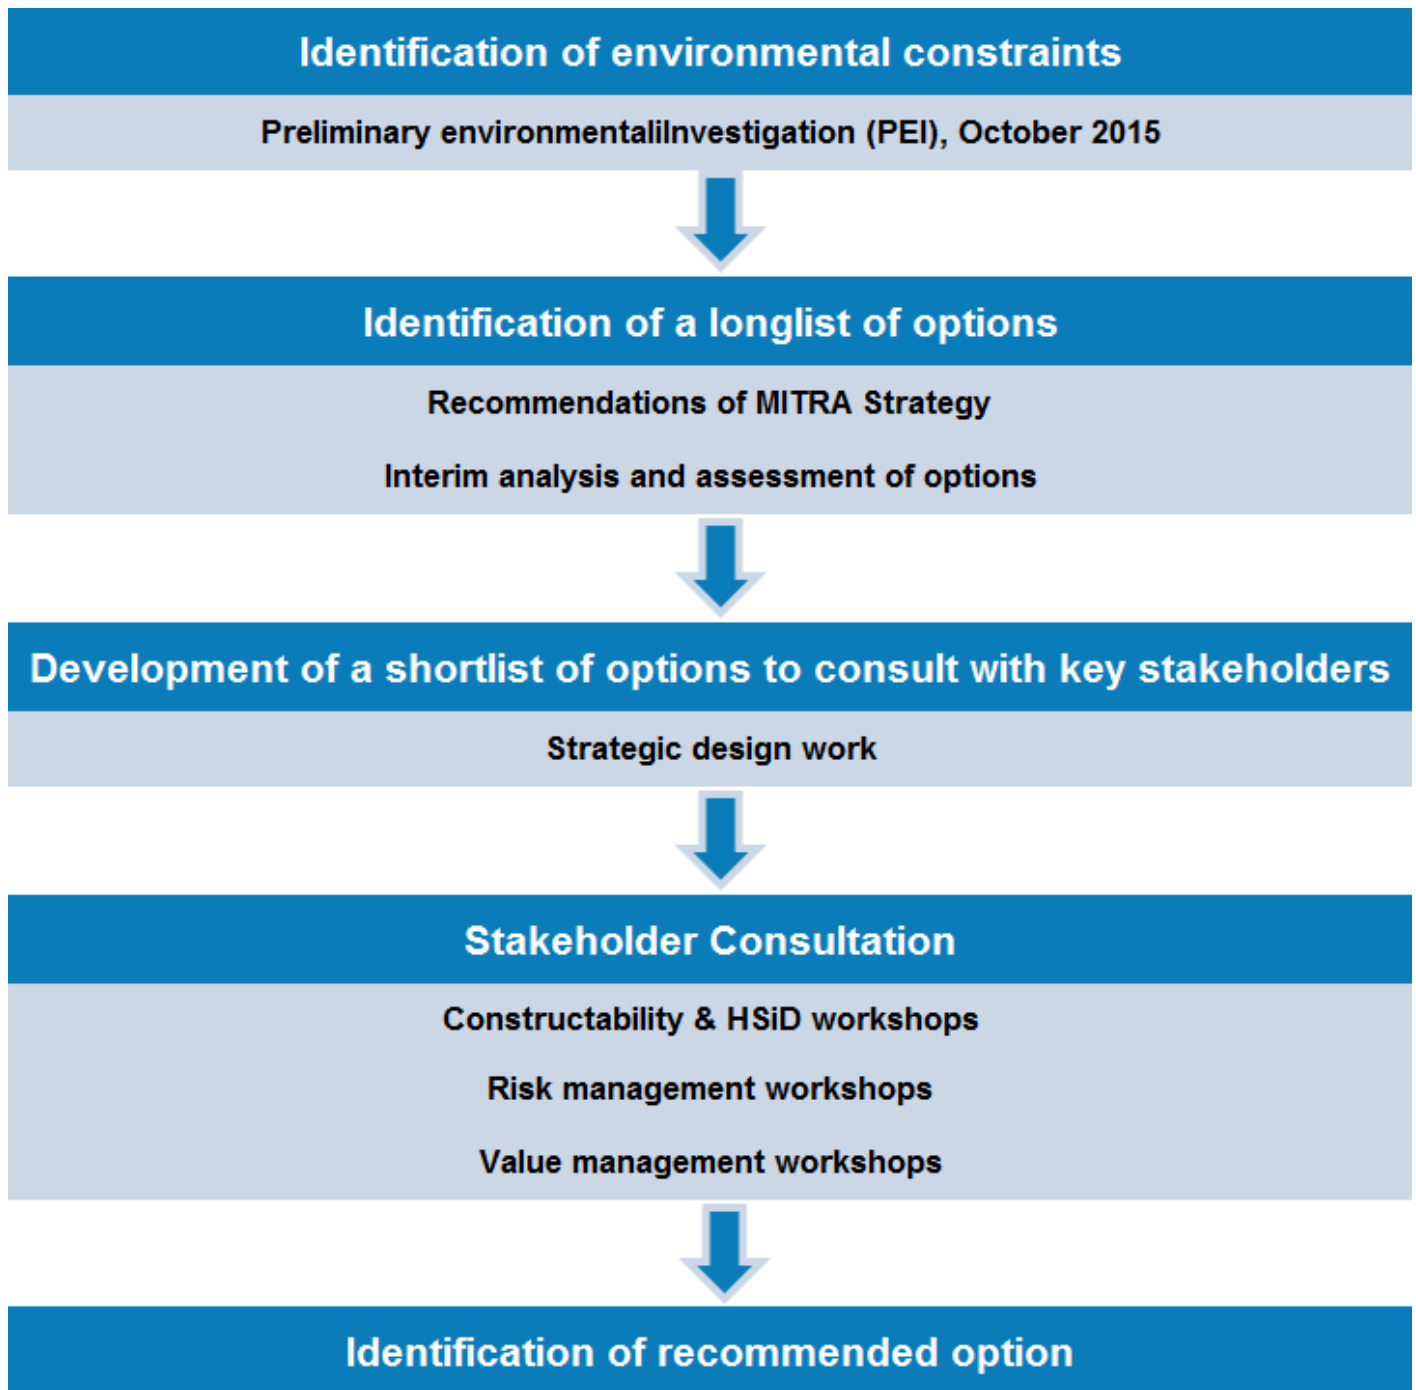 Identification of environmental constraints
Preliminary environmentaliInvestigation (PEI), October 2015
Identification of a longlist of options
Recommendations of MITRA Strategy
Interim analysis and assessment of options
Development of a shortlist of options to consult with key stakeholders
Strategic design work
Stakeholder Consultation
Constructability & HSiD workshops
Risk management workshops
Value management workshops
Identification of recommended option